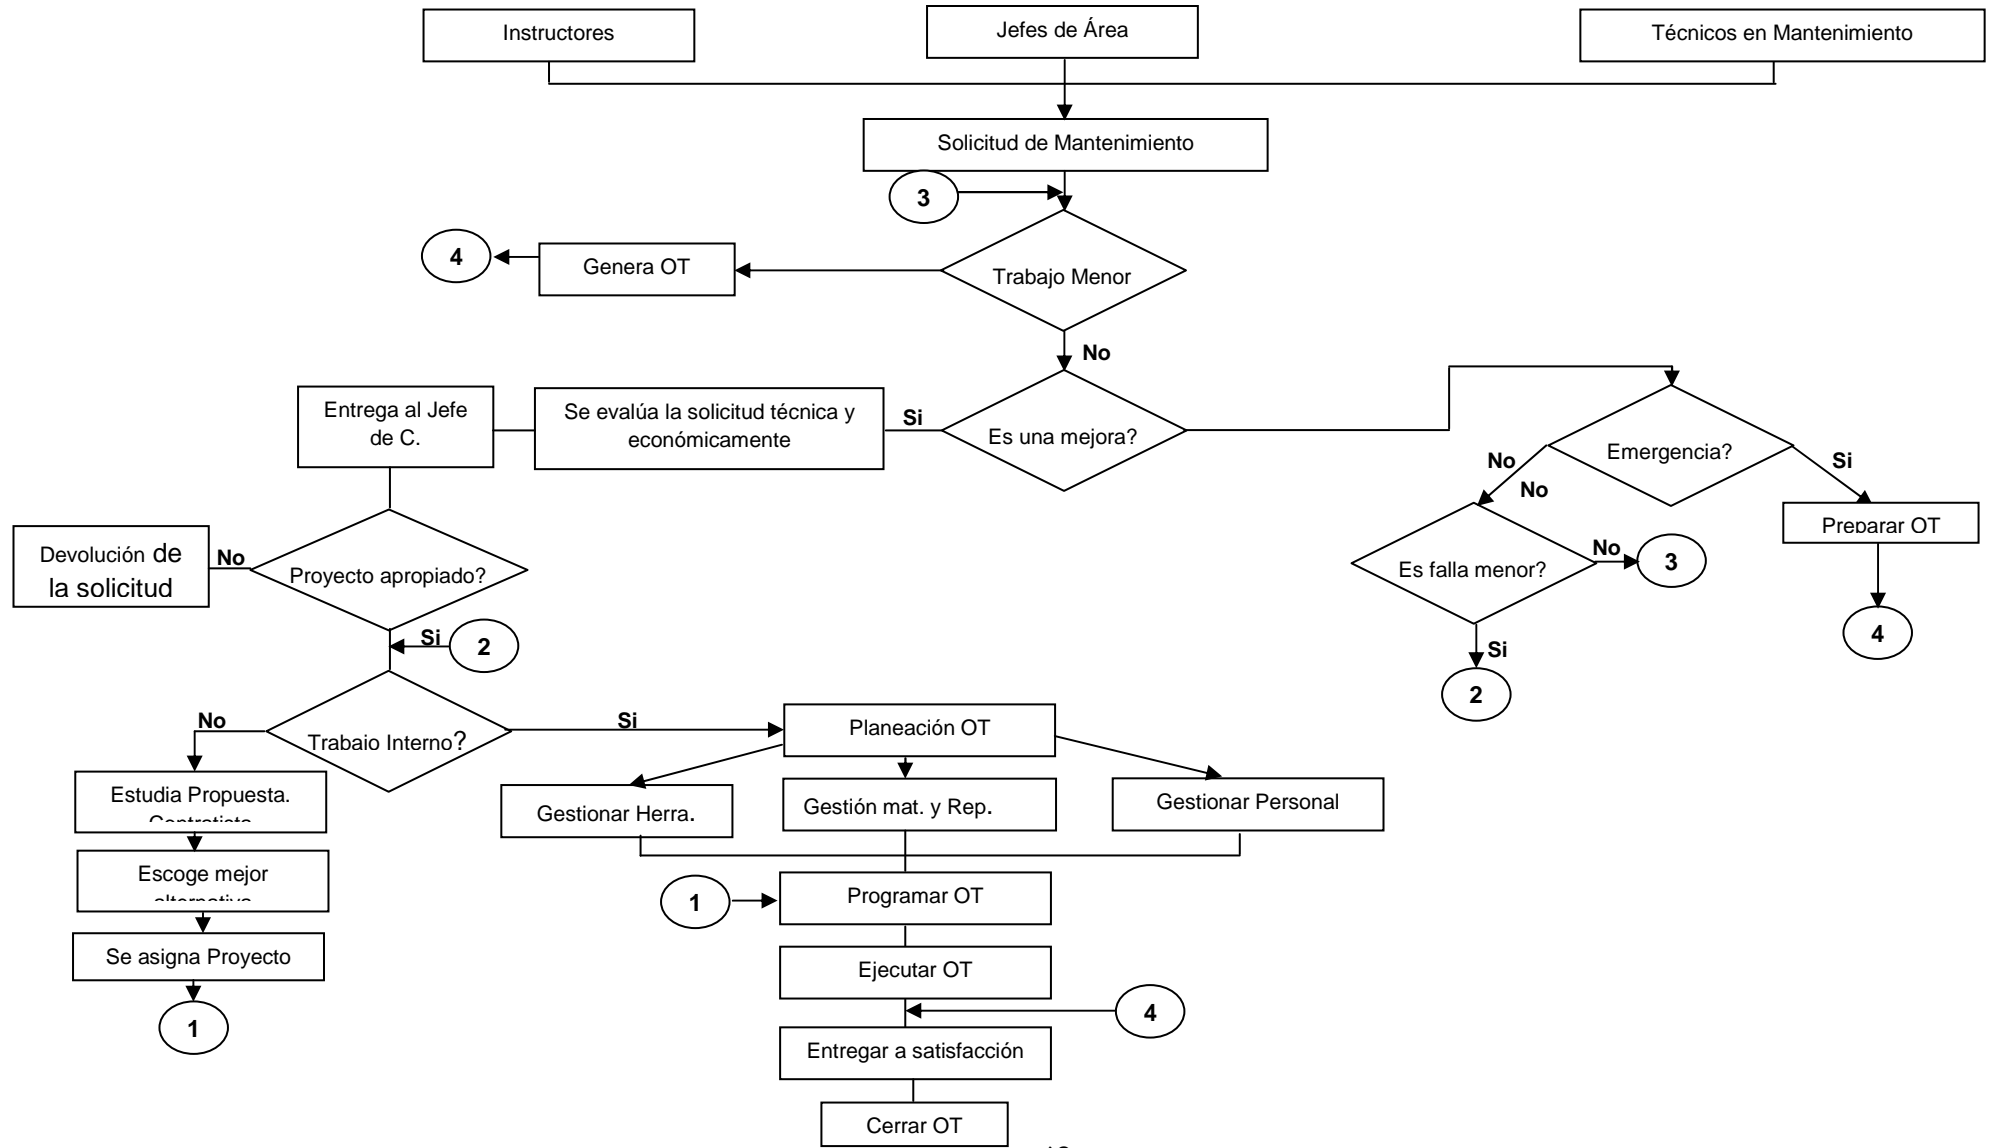 Instructores
Jefes de Área
Técnicos en Mantenimiento
Solicitud de Mantenimiento
3
4
Genera OT
Trabajo Menor
No
Entrega al Jefe
de C.
Se evalúa la solicitud técnica y
económicamente
Si
Es una mejora?
Emergencia?
No
Si
No
Preparar OT
Devolución de
la solicitud
No
Proyecto apropiado?
Es falla menor?
No
3
Si
2
4
Si
2
No
Trabajo Interno?
Si
Planeación OT
Estudia Propuesta.
Contratista
Gestionar Herra.
Gestión mat. y Rep.
Gestionar Personal
Escoge mejor
alternativa
1
Programar OT
Se asigna Proyecto
Ejecutar OT
1
4
Entregar a satisfacción
Cerrar OT